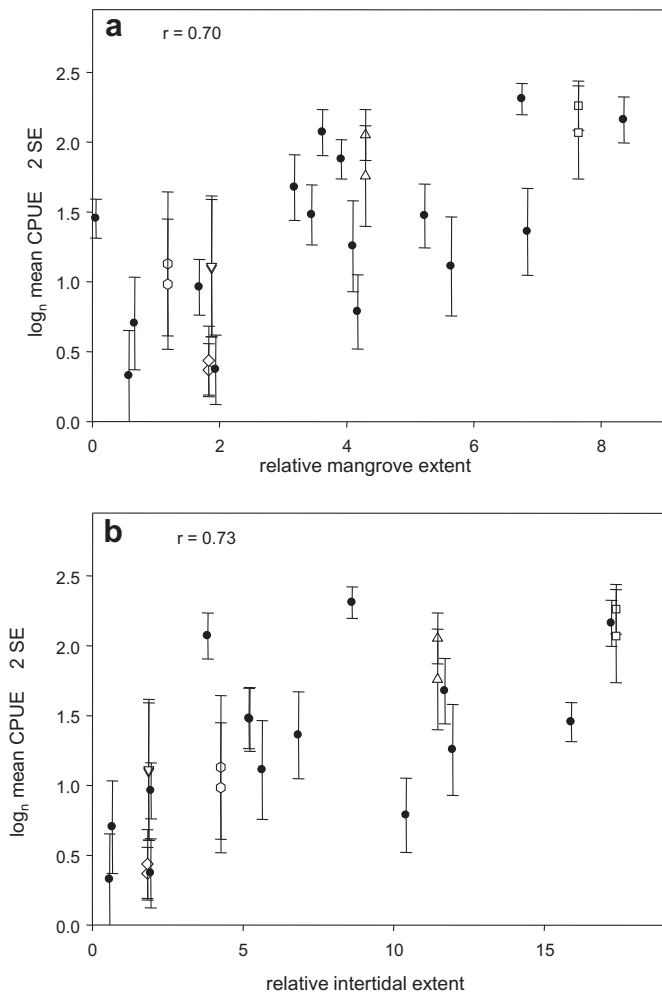 a
r = 0.70
2.5
2.0
1.5
1.0
0.5
0.0
logn mean CPUE 2 SE
0 2 4 6 8
relative mangrove extent
b
r = 0.73
2.5
2.0
1.5
1.0
0.5
0.0
logn mean CPUE 2 SE
0 5 10 15
relative intertidal extent